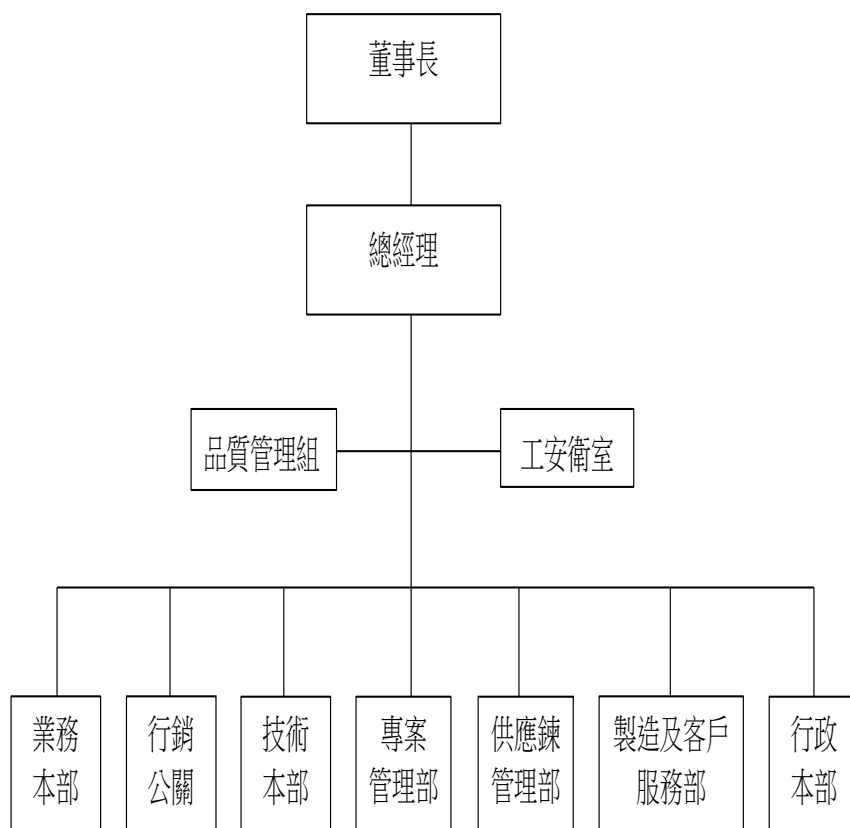 董事長
總經理
品質管理組
工安衛室
業務
本部
行銷
公關
技術
本部
專案
管理部
供應鍊
管理部
製造及客戶
服務部
行政
本部